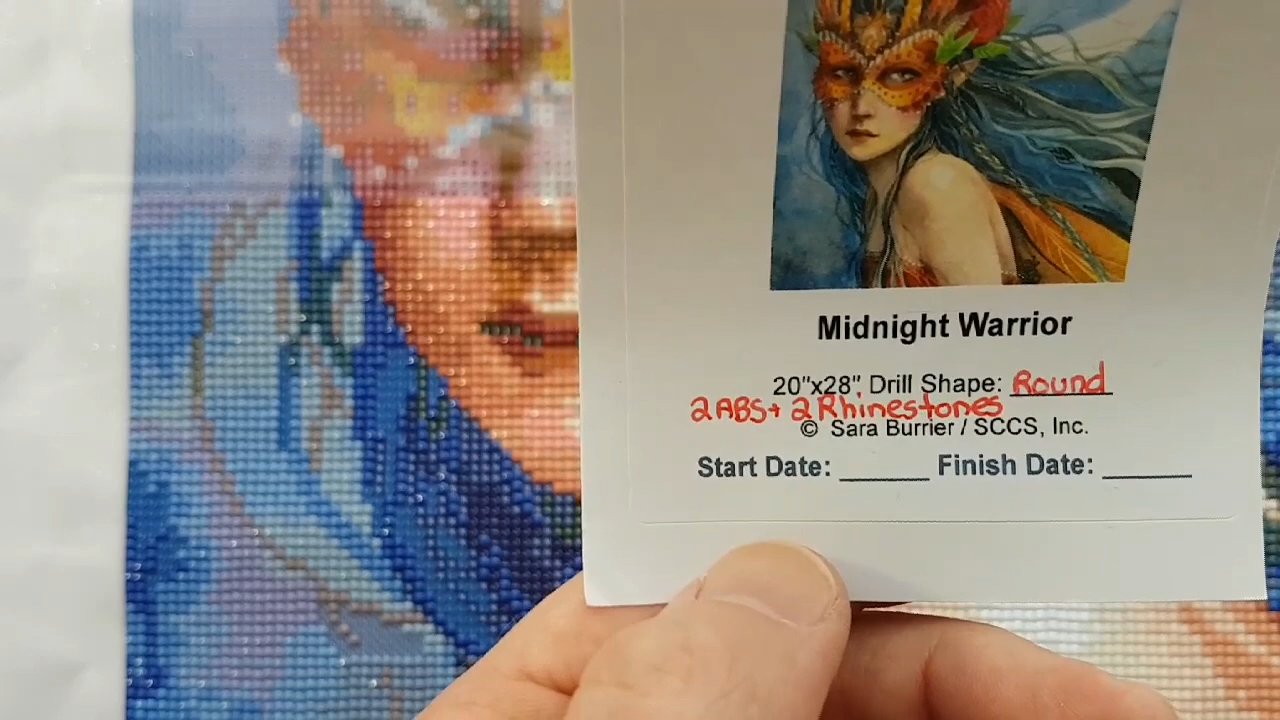 Midnight Warrior
20"x28", Drill Shape: Round
2ABS+ 2Rhinestones
© Sara Burrier / SCCS, Inc.
Start Date: ______ Finish Date: ______